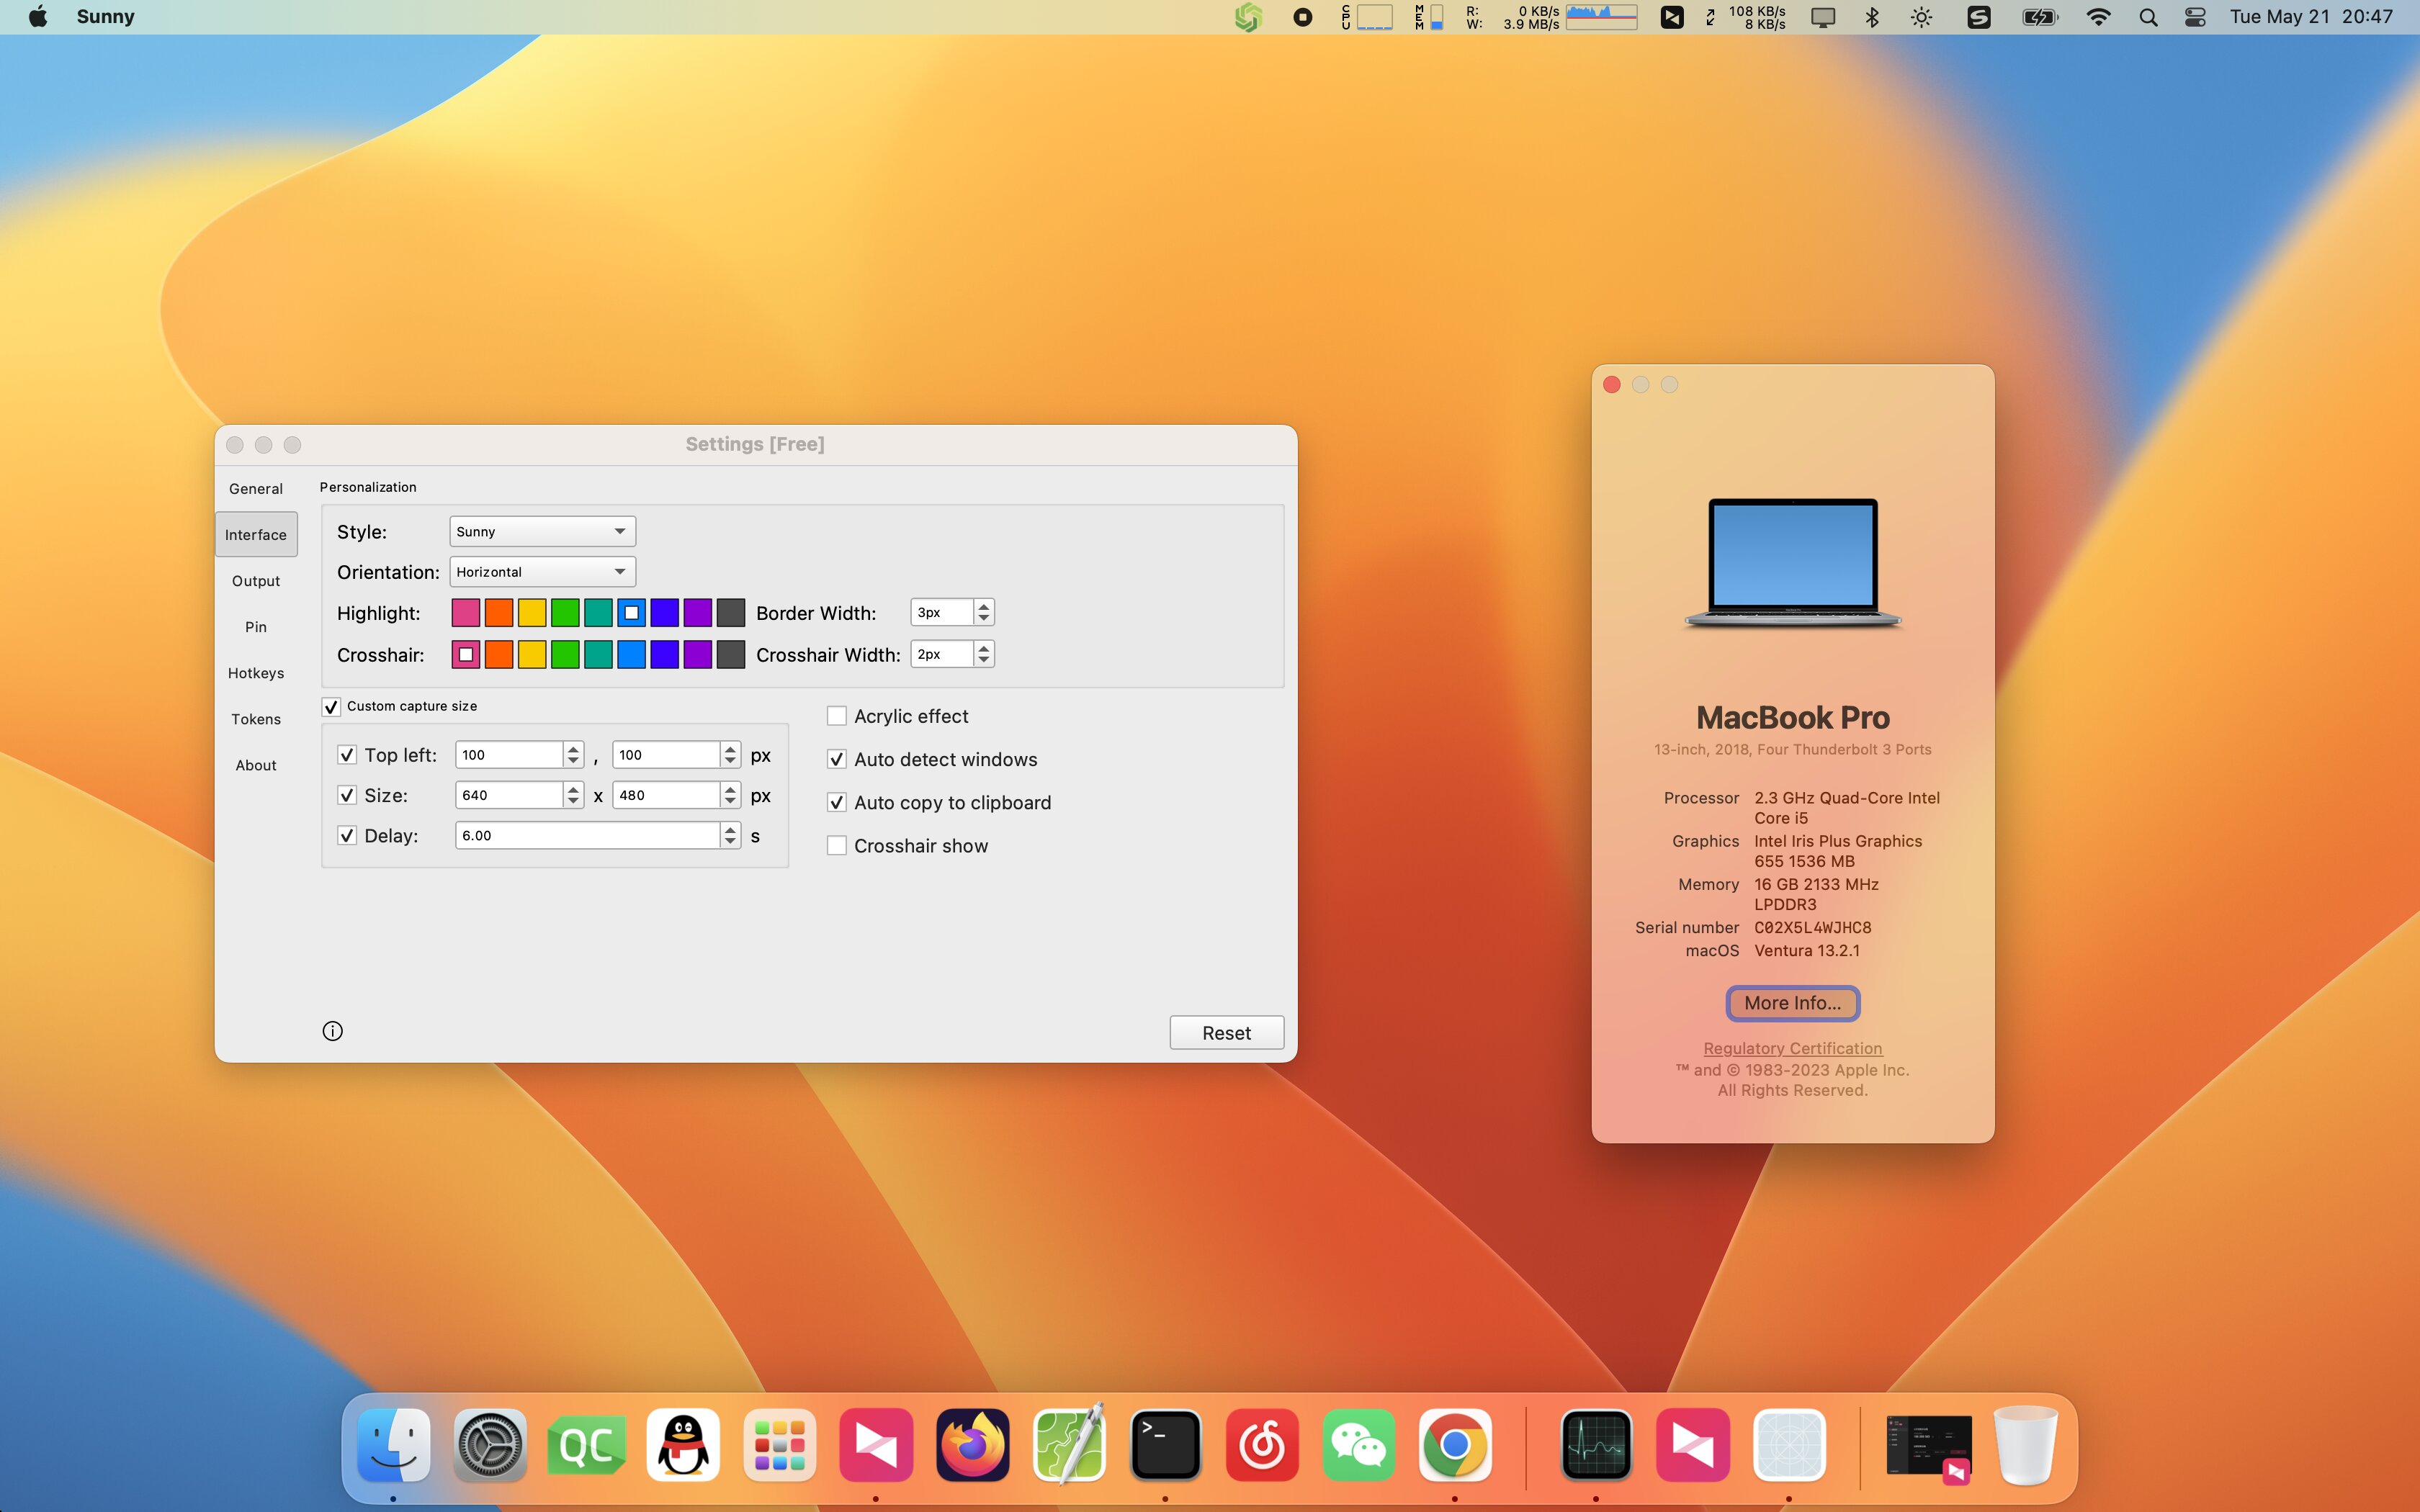 Sunny
CPU
MEM
R: 0 KB/s
W: 3.9 MB/s
108 KB/s
8 KB/s
Tue May 21 20:47
Settings [Free]
General
Interface
Output
Pin
Hotkeys
Tokens
About
Personalization
Style: Sunny
Orientation: Horizontal
Highlight: Border Width: 3px
Crosshair: Crosshair Width: 2px
Custom capture size
Top left: 100 , 100 px
Size: 640 x 480 px
Delay: 6.00 s
Acrylic effect
Auto detect windows
Auto copy to clipboard
Crosshair show
Reset
MacBook Pro
13-inch, 2018, Four Thunderbolt 3 Ports
Processor 2.3 GHz Quad-Core Intel
Core i5
Graphics Intel Iris Plus Graphics
655 1536 MB
Memory 16 GB 2133 MHz
LPDDR3
Serial number C02X5L4WJHC8
macOS Ventura 13.2.1
More Info...
Regulatory Certification
™ and © 1983-2023 Apple Inc.
All Rights Reserved.
QC
>_